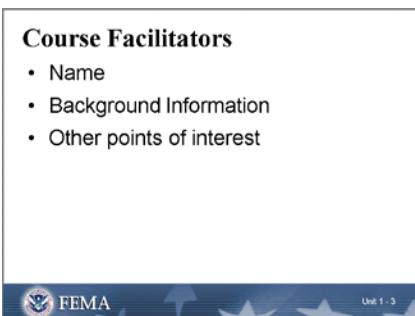 Course Facilitators
• Name
• Background Information
• Other points of interest
FEMA
Unit 1 - 3